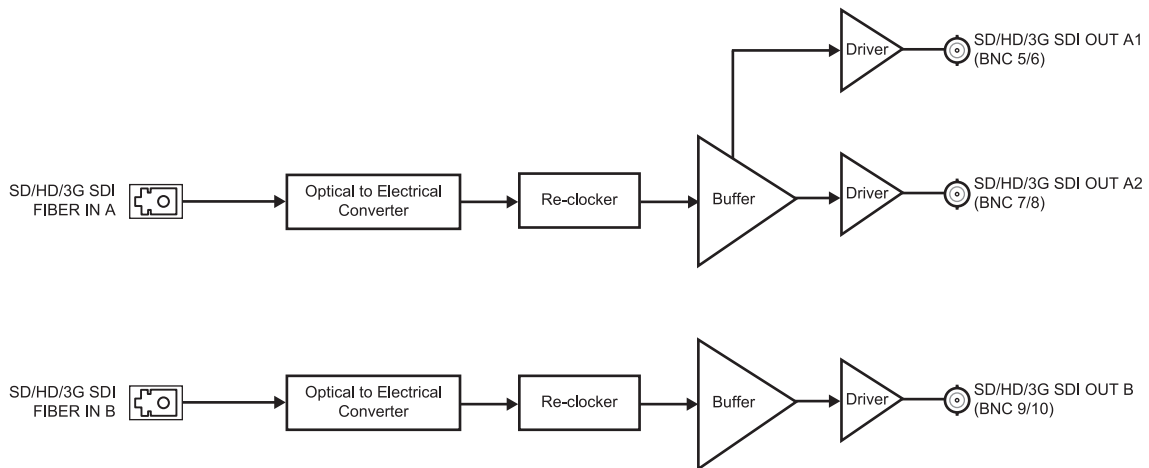 Driver
SD/HD/3G SDI OUT A1
(BNC 5/6)
SD/HD/3G SDI
FIBER IN A
Optical to Electrical
Converter
Re-clocker
Buffer
Driver
SD/HD/3G SDI OUT A2
(BNC 7/8)
SD/HD/3G SDI
FIBER IN B
Optical to Electrical
Converter
Re-clocker
Buffer
Driver
SD/HD/3G SDI OUT B
(BNC 9/10)